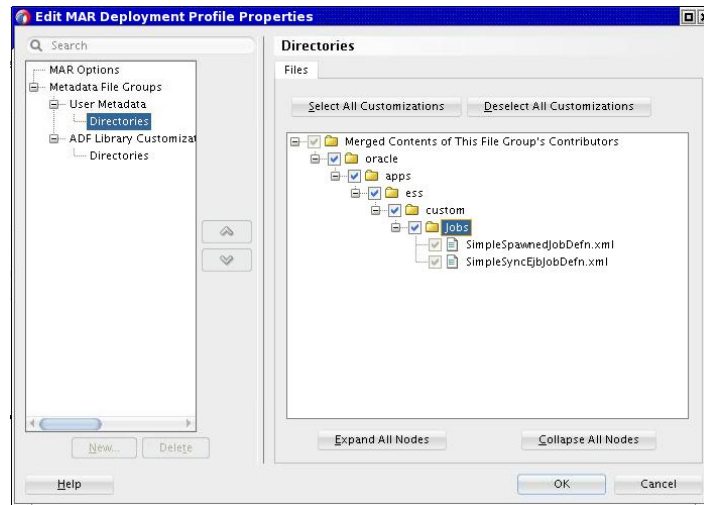 Edit MAR Deployment Profile Properties
Search
MAR Options
Metadata File Groups
User Metadata
Directories
ADF Library Customizat
Directories
New...
Delete
Help
Directories
Files
Select All Customizations
Deselect All Customizations
Merged Contents of This File Group's Contributors
oracle
apps
ess
custom
Jobs
SimpleSpawnedJobDefn.xml
SimpleSyncEjbJobDefn.xml
Expand All Nodes
Collapse All Nodes
OK
Cancel